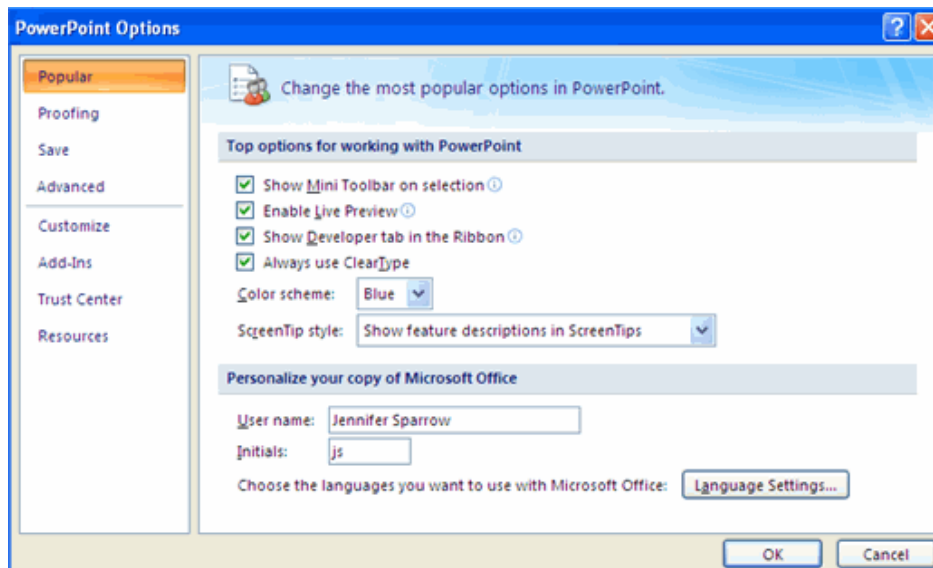 PowerPoint Options
Popular
Proofing
Save
Advanced
Customize
Add-Ins
Trust Center
Resources
Change the most popular options in PowerPoint.
Top options for working with PowerPoint
Show Mini Toolbar on selection
Enable Live Preview
Show Developer tab in the Ribbon
Always use ClearType
Color scheme: Blue
ScreenTip style: Show feature descriptions in ScreenTips
Personalize your copy of Microsoft Office
User name: Jennifer Sparrow
Initials: js
Choose the languages you want to use with Microsoft Office: Language Settings...
OK Cancel